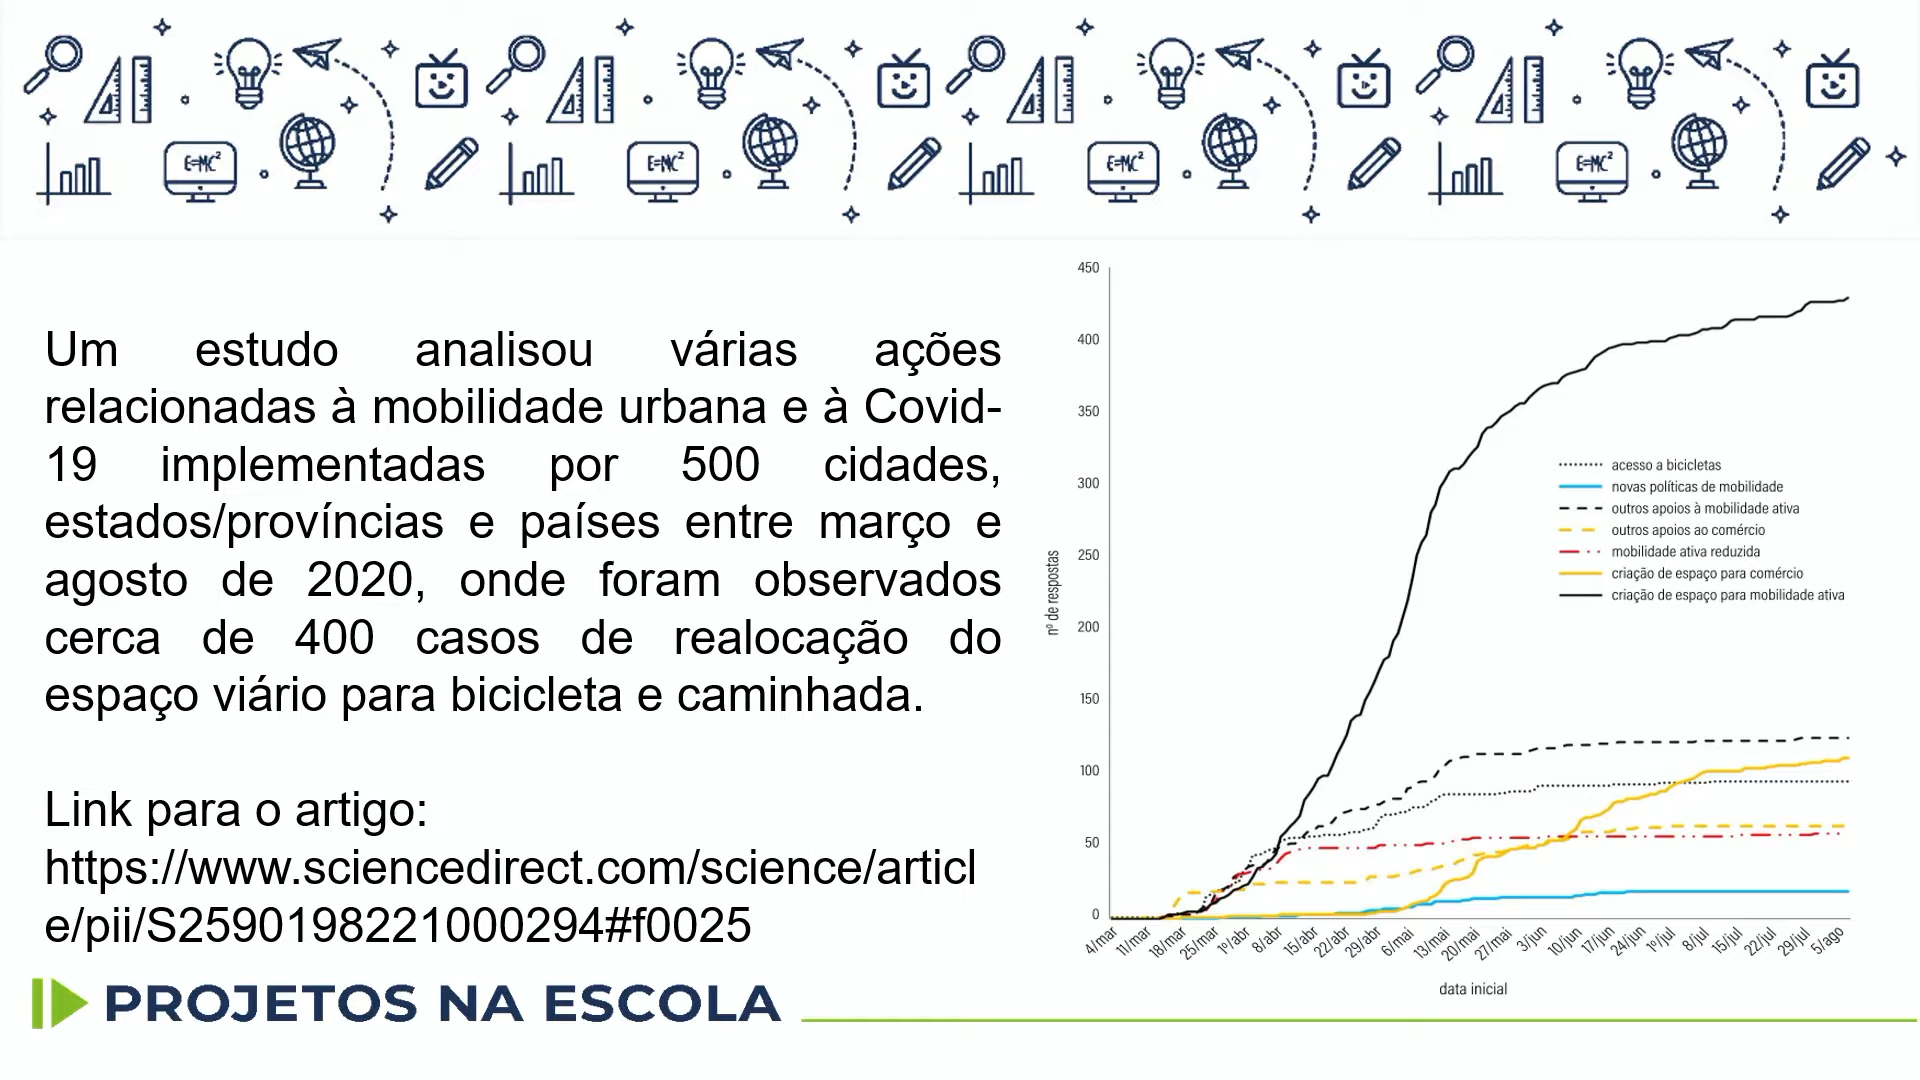 E=MC²
E=MC²
E=MC²
E=MC²
Um estudo analisou várias ações
relacionadas à mobilidade urbana e à Covid-
19 implementadas por 500 cidades,
estados/províncias e países entre março e
agosto de 2020, onde foram observados
cerca de 400 casos de realocação do
espaço viário para bicicleta e caminhada.
Link para o artigo:
https://www.sciencedirect.com/science/articl
e/pii/S2590198221000294#f0025
450
400
350
300
250
200
150
100
50
0
nº de respostas
acesso a bicicletas
novas políticas de mobilidade
outros apoios à mobilidade ativa
outros apoios ao comércio
mobilidade ativa reduzida
criação de espaço para comércio
criação de espaço para mobilidade ativa
4/mar
11/mar
18/mar
25/mar
1º/abr
8/abr
15/abr
22/abr
29/abr
6/mai
13/mai
20/mai
27/mai
3/jun
10/jun
17/jun
24/jun
1º/jul
8/jul
15/jul
22/jul
29/jul
5/ago
data inicial
PROJETOS NA ESCOLA